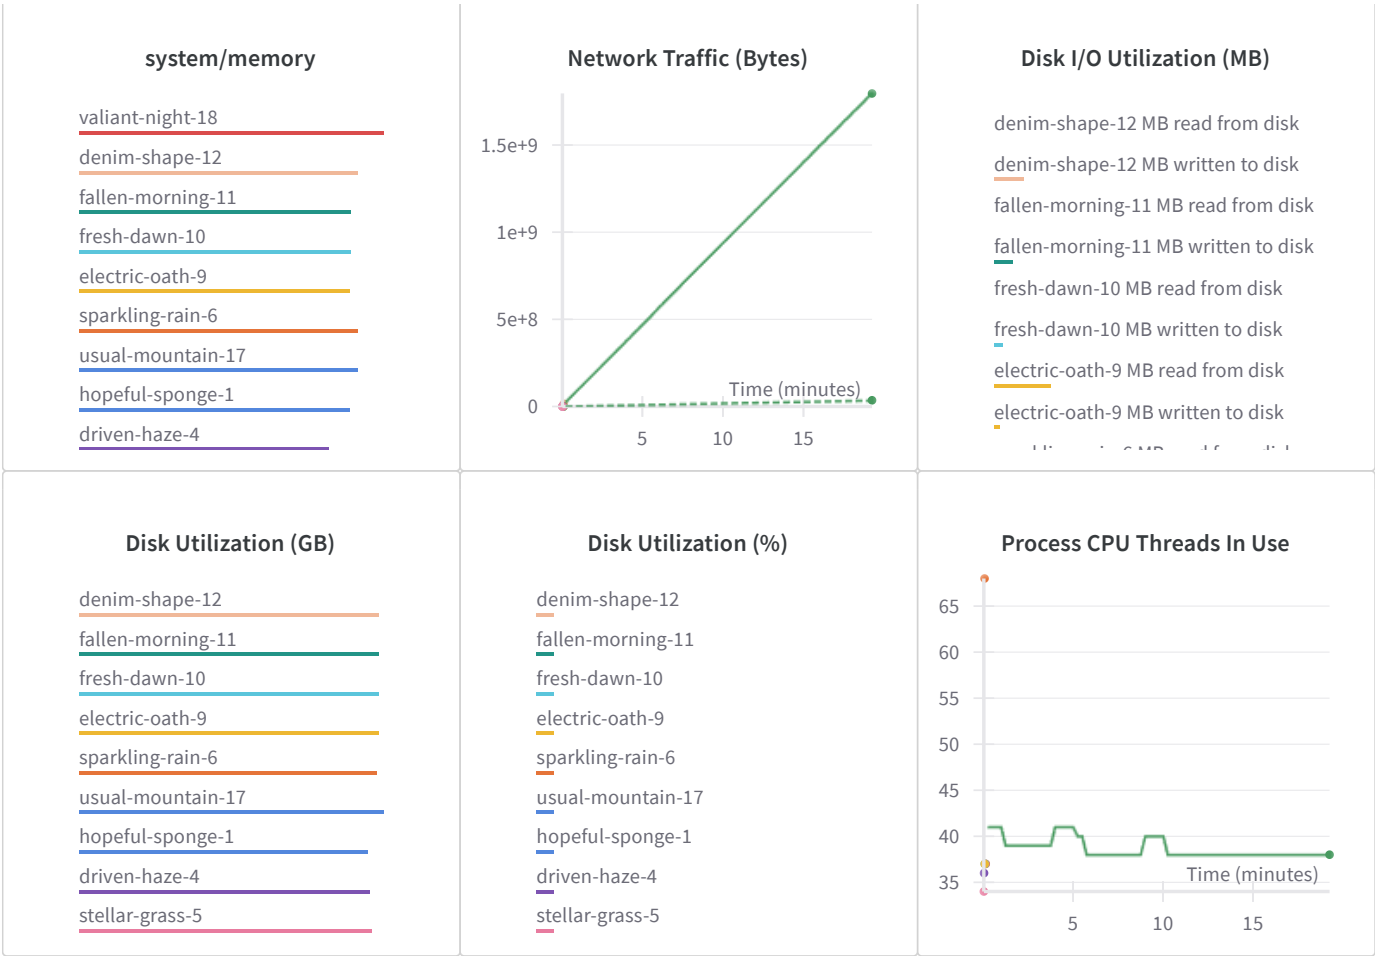 system/memory
valiant-night-18
denim-shape-12
fallen-morning-11
fresh-dawn-10
electric-oath-9
sparkling-rain-6
usual-mountain-17
hopeful-sponge-1
driven-haze-4
Network Traffic (Bytes)
1.5e+9
1e+9
5e+8
0
Time (minutes)
5 10 15
Disk I/O Utilization (MB)
denim-shape-12 MB read from disk
denim-shape-12 MB written to disk
fallen-morning-11 MB read from disk
fallen-morning-11 MB written to disk
fresh-dawn-10 MB read from disk
fresh-dawn-10 MB written to disk
electric-oath-9 MB read from disk
electric-oath-9 MB written to disk
Disk Utilization (GB)
denim-shape-12
fallen-morning-11
fresh-dawn-10
electric-oath-9
sparkling-rain-6
usual-mountain-17
hopeful-sponge-1
driven-haze-4
stellar-grass-5
Disk Utilization (%)
denim-shape-12
fallen-morning-11
fresh-dawn-10
electric-oath-9
sparkling-rain-6
usual-mountain-17
hopeful-sponge-1
driven-haze-4
stellar-grass-5
Process CPU Threads In Use
65
60
55
50
45
40
35
Time (minutes)
5 10 15